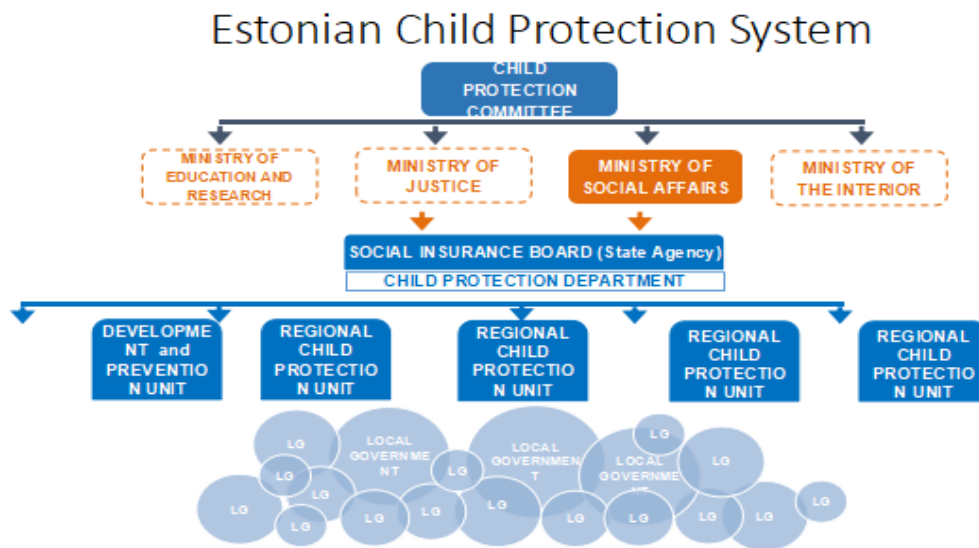 Estonian Child Protection System
CHILD
PROTECTION
COMMITTEE
MINISTRY OF
EDUCATION AND
RESEARCH
MINISTRY OF
JUSTICE
MINISTRY OF
SOCIAL AFFAIRS
MINISTRY OF
THE INTERIOR
SOCIAL INSURANCE BOARD (State Agency)
CHILD PROTECTION DEPARTMENT
DEVELOPME
NT and
PREVENTIO
N UNIT
REGIONAL
CHILD
PROTECTIO
N UNIT
REGIONAL
CHILD
PROTECTIO
N UNIT
REGIONAL
CHILD
PROTECTIO
N UNIT
REGIONAL
CHILD
PROTECTIO
N UNIT
LG
LOCAL
GOVERNME
NT
LOCAL
GOVERNMEN
T
LG
LG
LG
LG
LOCAL
GOVERNME
NT
LG
LG
LG
LG
LG
LG
LG
LG
LG
LG
LG
LG